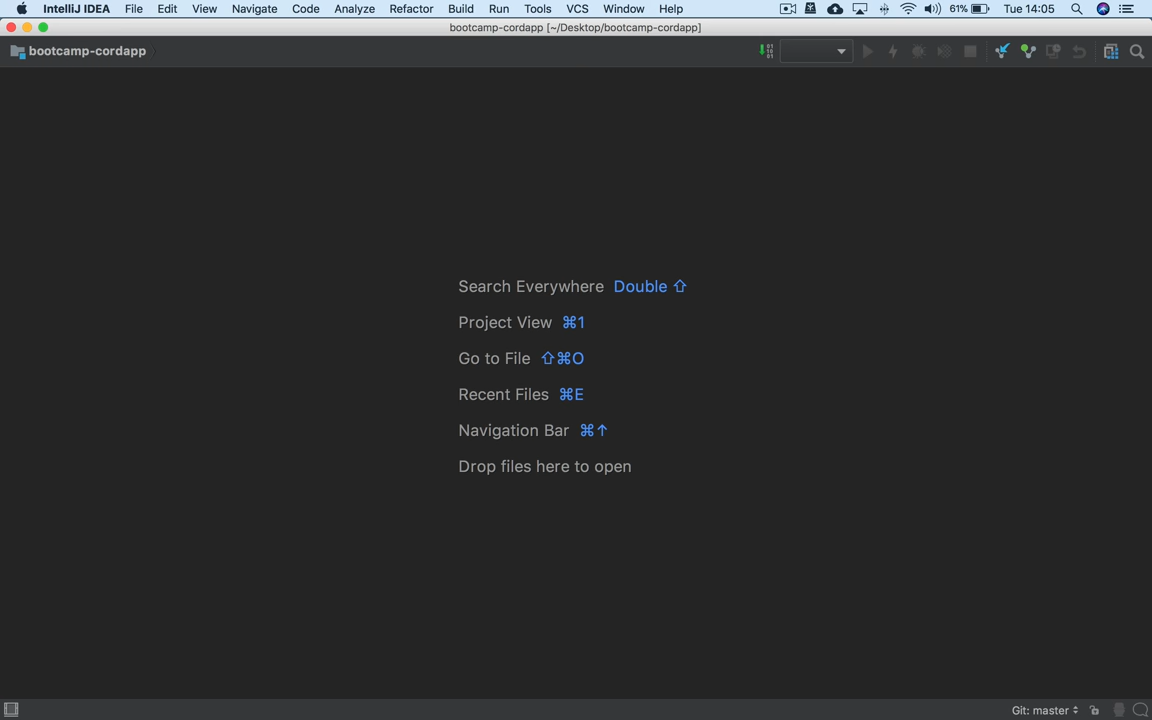 IntelliJ IDEA File Edit View Navigate Code Analyze Refactor Build Run Tools VCS Window Help 61% Tue 14:05
bootcamp-cordapp [~/Desktop/bootcamp-cordapp]
bootcamp-cordapp
Search Everywhere Double ⇧
Project View ⌘1
Go to File ⇧⌘O
Recent Files ⌘E
Navigation Bar ⌘↑
Drop files here to open
Git: master